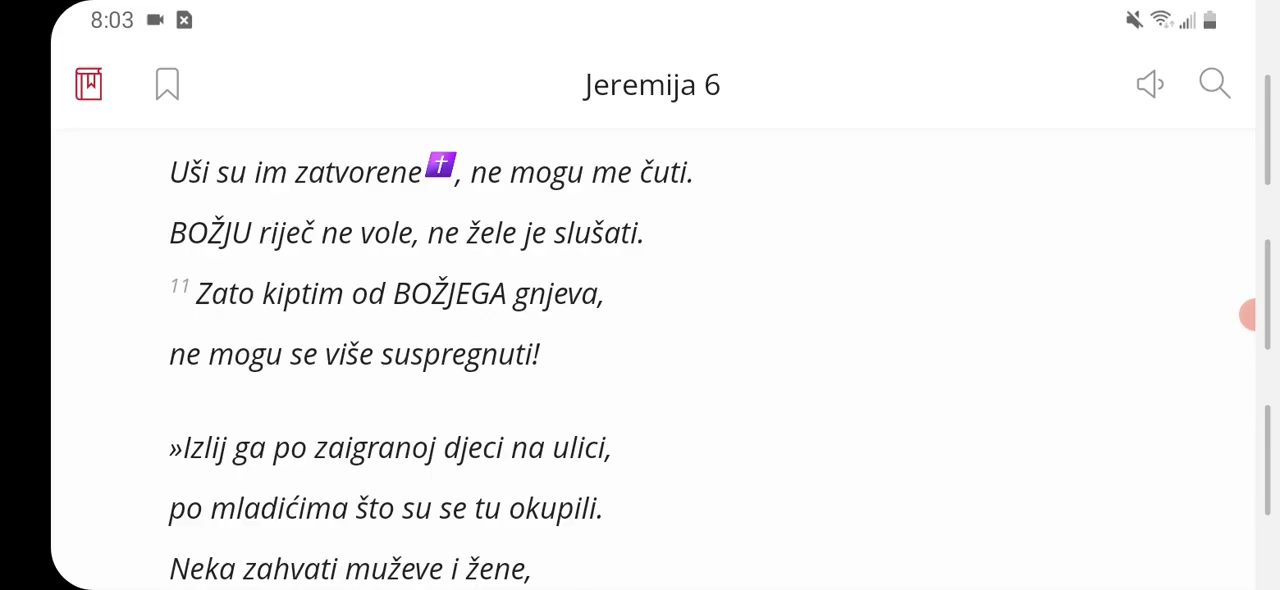 8:03
Jeremija 6
Uši su im zatvorene✝️, ne mogu me čuti.
BOŽJU riječ ne vole, ne žele je slušati.
11 Zato kiptim od BOŽJEGA gnjeva,
ne mogu se više suspregnuti!
»Izlij ga po zaigranoj djeci na ulici,
po mladićima što su se tu okupili.
Neka zahvati muževe i žene,